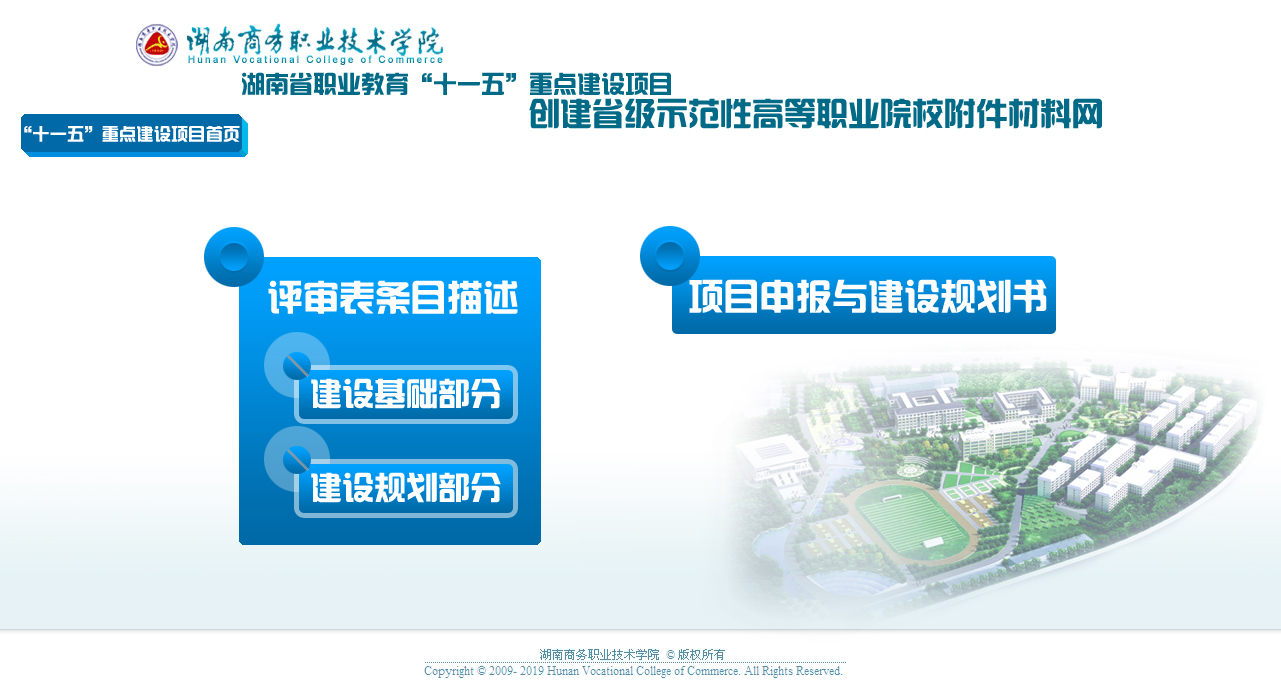 湖南商务职业技术学院
Hunan Vocational College of Commerce
湖南省职业教育“十一五”重点建设项目
创建省级示范性高等职业院校附件材料网
“十一五”重点建设项目首页
评审表条目描述
建设基础部分
建设规划部分
项目申报与建设规划书
湖南商务职业技术学院 © 版权所有
Copyright © 2009- 2019 Hunan Vocational College of Commerce. All Rights Reserved.